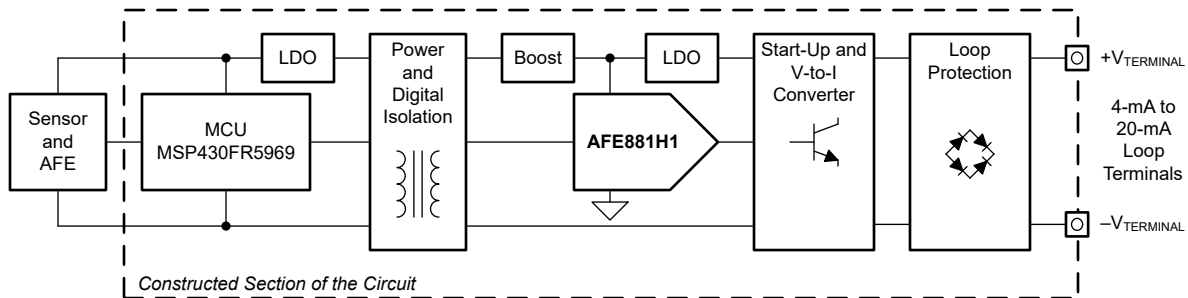 Sensor
and
AFE
LDO
MCU
MSP430FR5969
Power
and
Digital
Isolation
Boost
LDO
AFE881H1
Start-Up and
V-to-I
Converter
Loop
Protection
+VTERMINAL
4-mA to
20-mA
Loop
Terminals
–VTERMINAL
Constructed Section of the Circuit